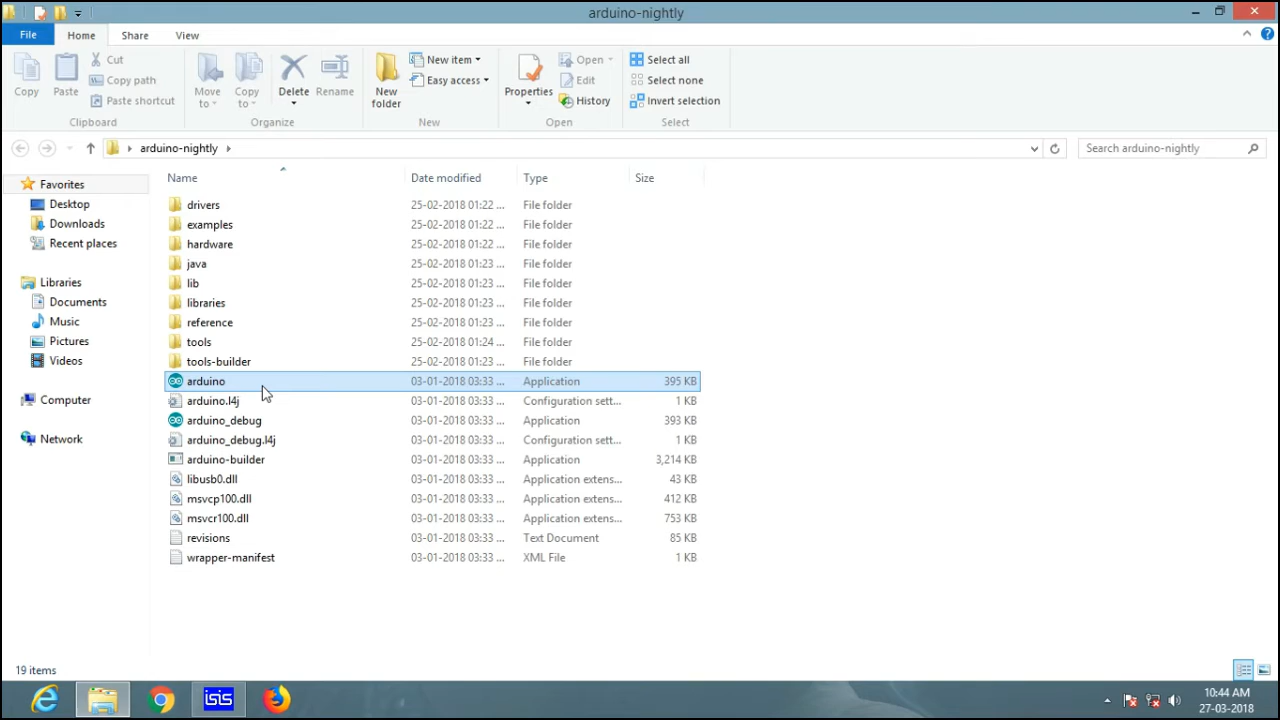 arduino-nightly
File Home Share View
Copy
Paste
Cut
Copy path
Paste shortcut
Clipboard
Move to
Copy to
Delete
Rename
Organize
New folder
New item
Easy access
New
Properties
Open
Edit
History
Open
Select all
Select none
Invert selection
Select
arduino-nightly
Search arduino-nightly
Favorites
Desktop
Downloads
Recent places
Libraries
Documents
Music
Pictures
Videos
Computer
Network
Name Date modified Type Size
drivers 25-02-2018 01:22 ... File folder
examples 25-02-2018 01:22 ... File folder
hardware 25-02-2018 01:22 ... File folder
java 25-02-2018 01:23 ... File folder
lib 25-02-2018 01:23 ... File folder
libraries 25-02-2018 01:23 ... File folder
reference 25-02-2018 01:23 ... File folder
tools 25-02-2018 01:24 ... File folder
tools-builder 25-02-2018 01:23 ... File folder
arduino 03-01-2018 03:33 ... Application 395 KB
arduino.l4j 03-01-2018 03:33 ... Configuration sett... 1 KB
arduino_debug 03-01-2018 03:33 ... Application 393 KB
arduino_debug.l4j 03-01-2018 03:33 ... Configuration sett... 1 KB
arduino-builder 03-01-2018 03:33 ... Application 3,214 KB
libusb0.dll 03-01-2018 03:33 ... Application extens... 43 KB
msvcp100.dll 03-01-2018 03:33 ... Application extens... 412 KB
msvcr100.dll 03-01-2018 03:33 ... Application extens... 753 KB
revisions 03-01-2018 03:33 ... Text Document 85 KB
wrapper-manifest 03-01-2018 03:33 ... XML File 1 KB
19 items
isis
10:44 AM
27-03-2018